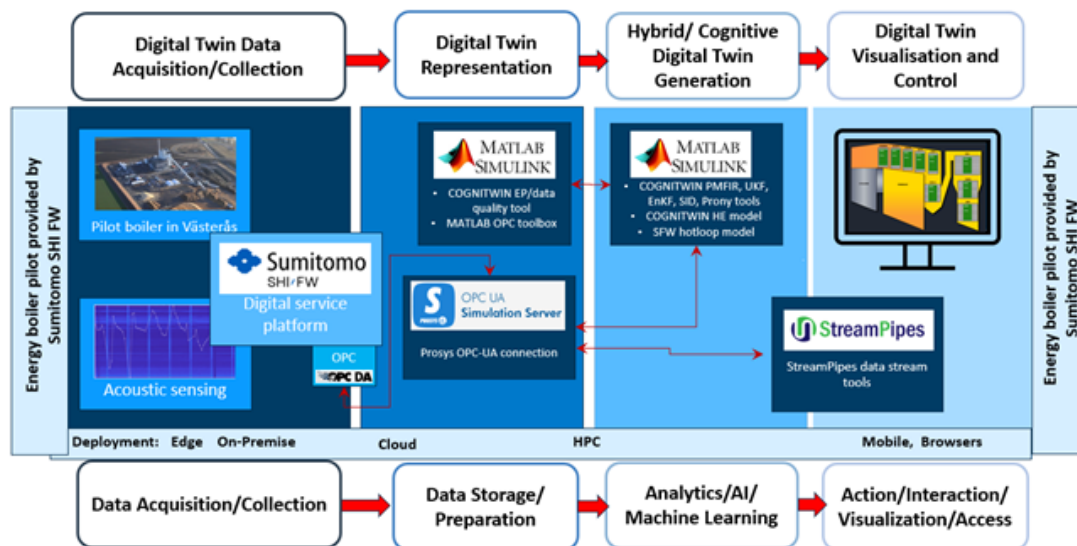 Digital Twin Data
Acquisition/Collection
Digital Twin
Representation
Hybrid/ Cognitive
Digital Twin
Generation
Digital Twin
Visualisation and
Control
Energy boiler pilot provided by
Sumitomo SHI FW
Pilot boiler in Västerås
Sumitomo
SHI FW
Digital service
platform
Acoustic sensing
OPC
OPC DA
MATLAB
SIMULINK
• COGNITWIN EP/data
quality tool
• MATLAB OPC toolbox
OPC UA
Simulation Server
Prosys OPC-UA connection
MATLAB
SIMULINK
• COGNITWIN PMFIR, UKF,
EnKF, SID, Prony tools
• COGNITWIN HE model
• SFW hotloop model
StreamPipes
StreamPipes data stream
tools
Energy boiler pilot provided by
Sumitomo SHI FW
Deployment: Edge On-Premise
Cloud
HPC
Mobile, Browsers
Data Acquisition/Collection
Data Storage/
Preparation
Analytics/AI/
Machine Learning
Action/Interaction/
Visualization/Access